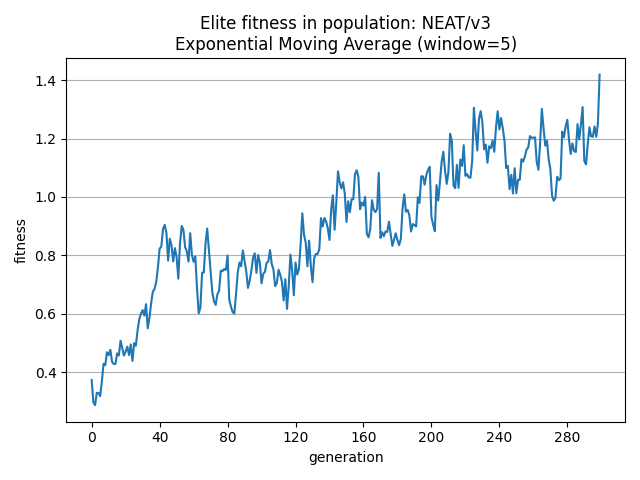 Elite fitness in population: NEAT/v3
Exponential Moving Average (window=5)
1.4
1.2
1.0
0.8
0.6
0.4
fitness
0 40 80 120 160 200 240 280
generation